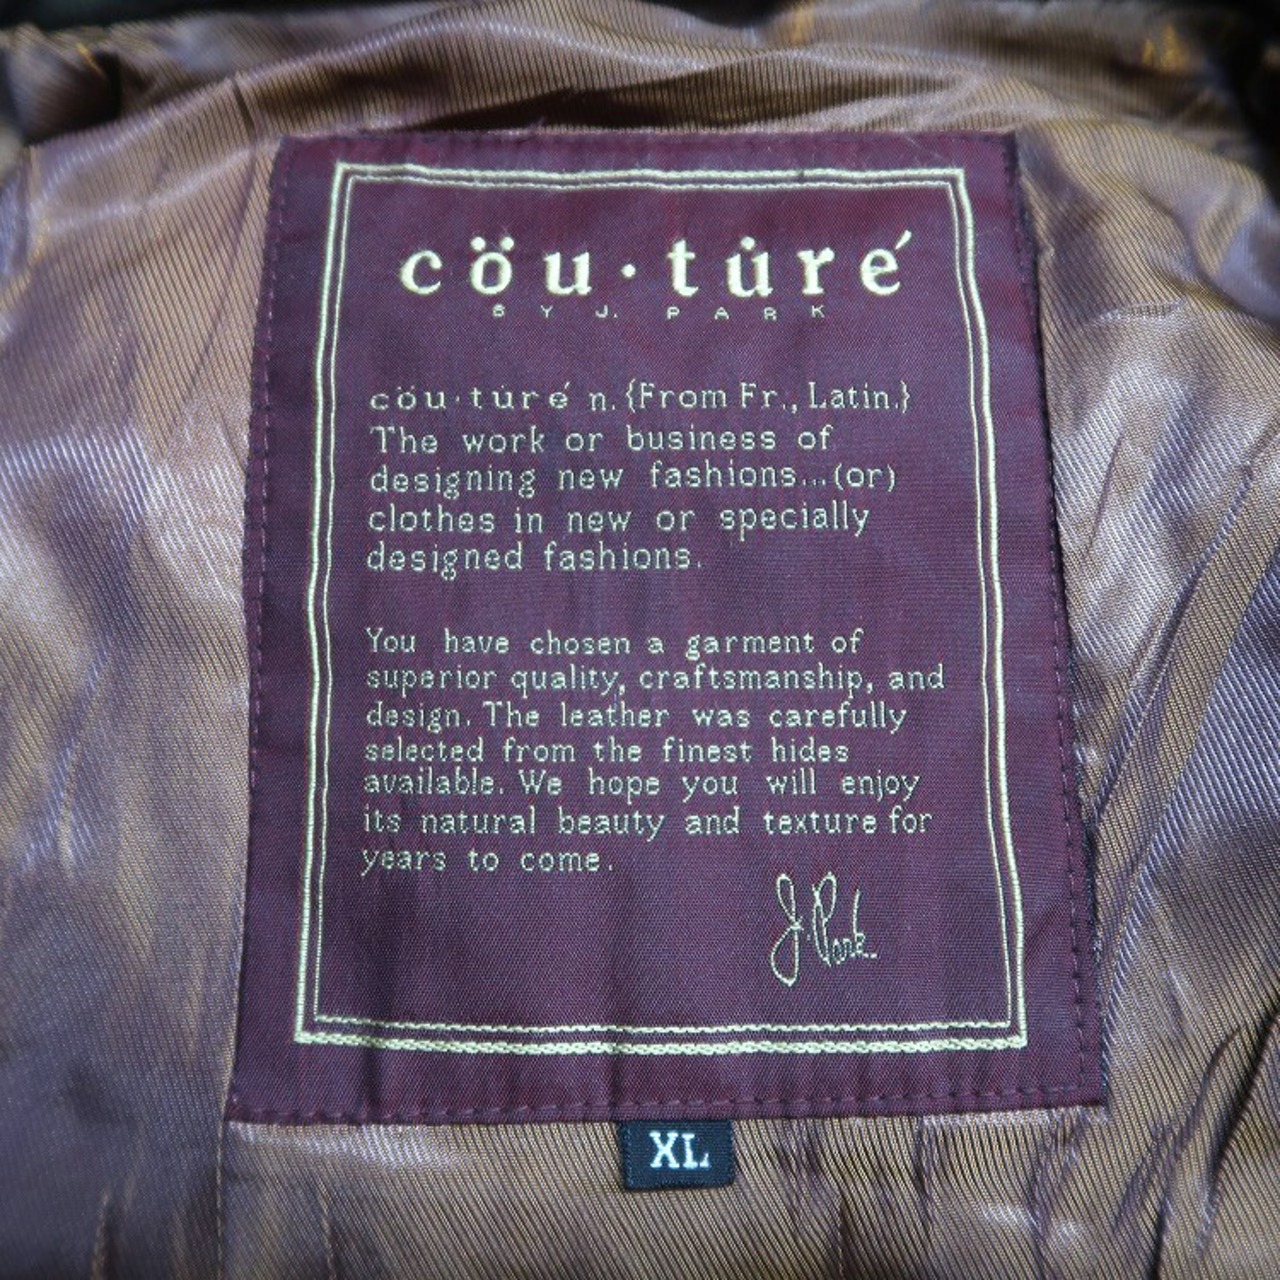 cöu·tůré
BY J. PARK
cöu·tůré n. {From Fr., Latin.}
The work or business of
designing new fashions...(or)
clothes in new or specially
designed fashions.
You have chosen a garment of
superior quality, craftsmanship, and
design. The leather was carefully
selected from the finest hides
available. We hope you will enjoy
its natural beauty and texture for
years to come.
J. Park
XL